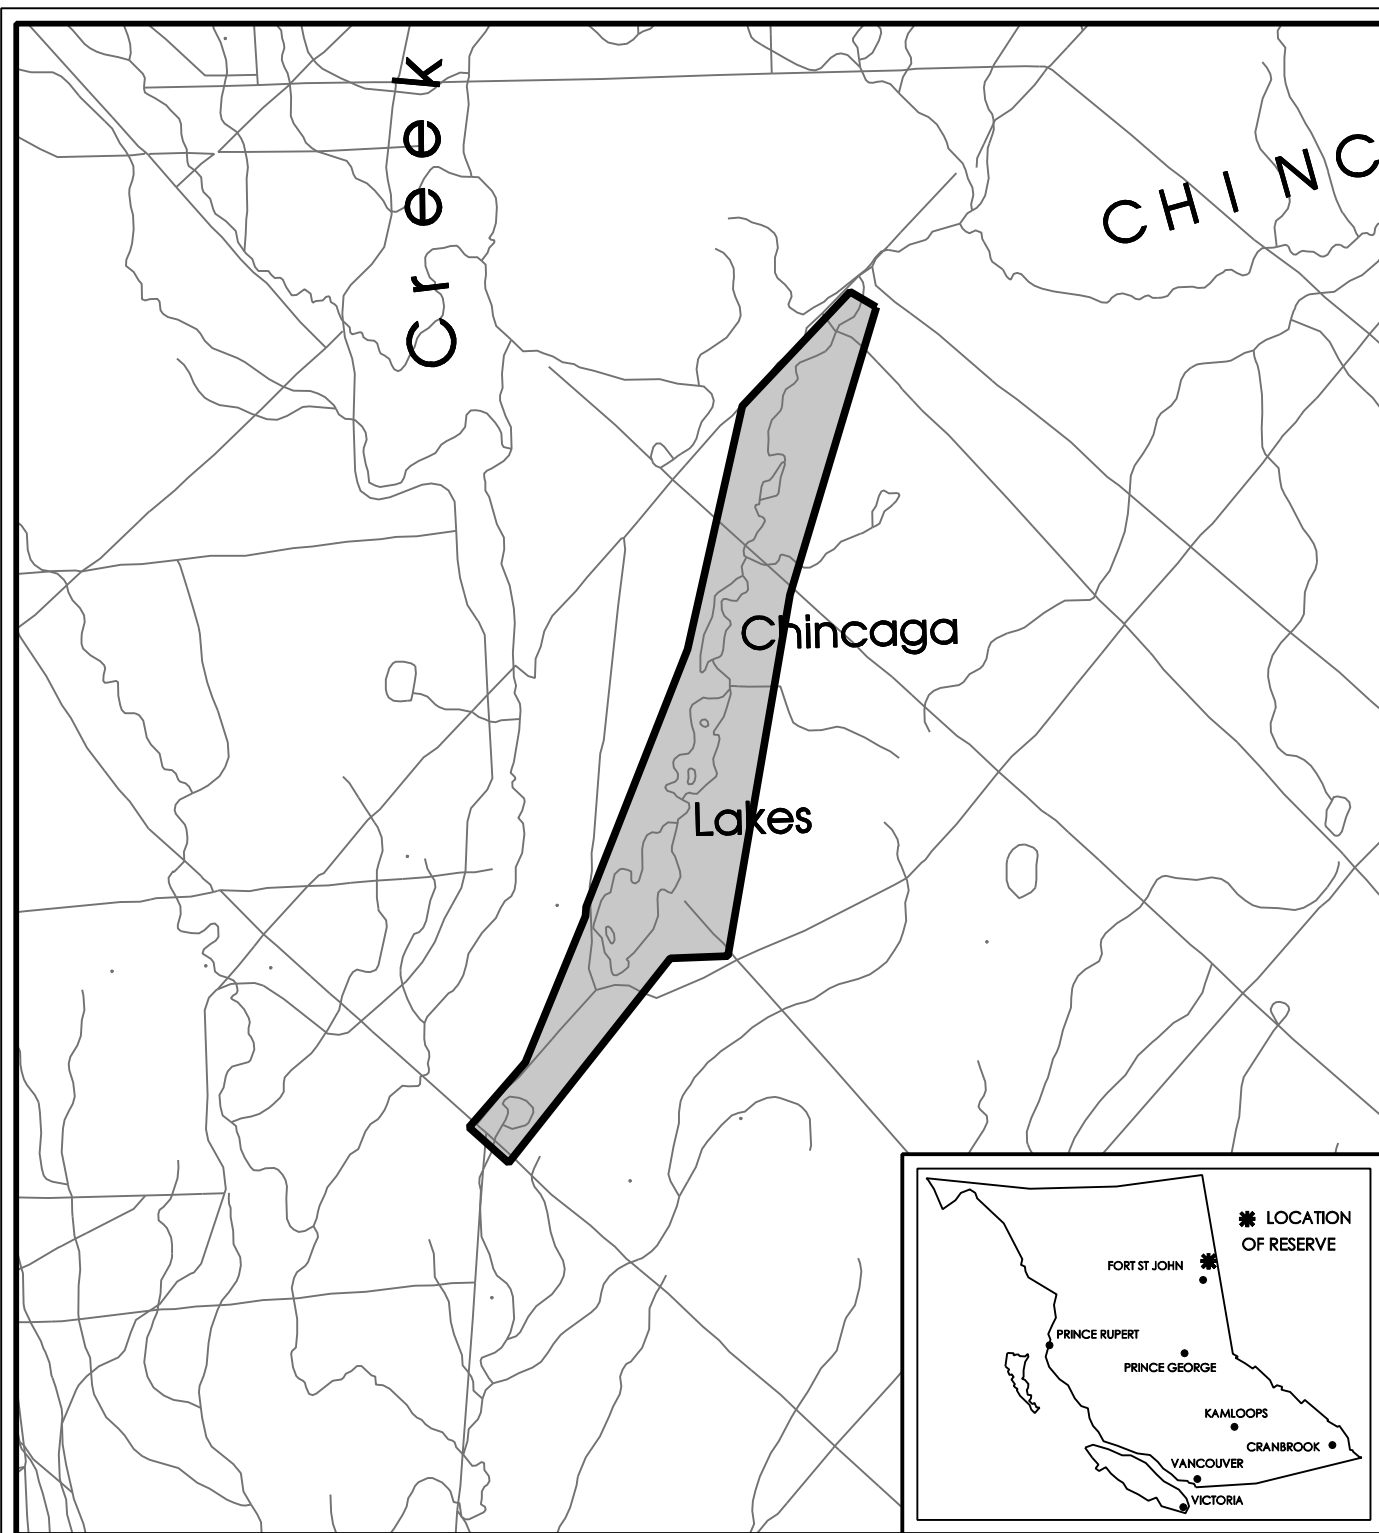 Creek
CHINC
Chincaga
Lakes
LOCATION
OF RESERVE
FORT ST JOHN
PRINCE RUPERT
PRINCE GEORGE
KAMLOOPS
CRANBROOK
VANCOUVER
VICTORIA